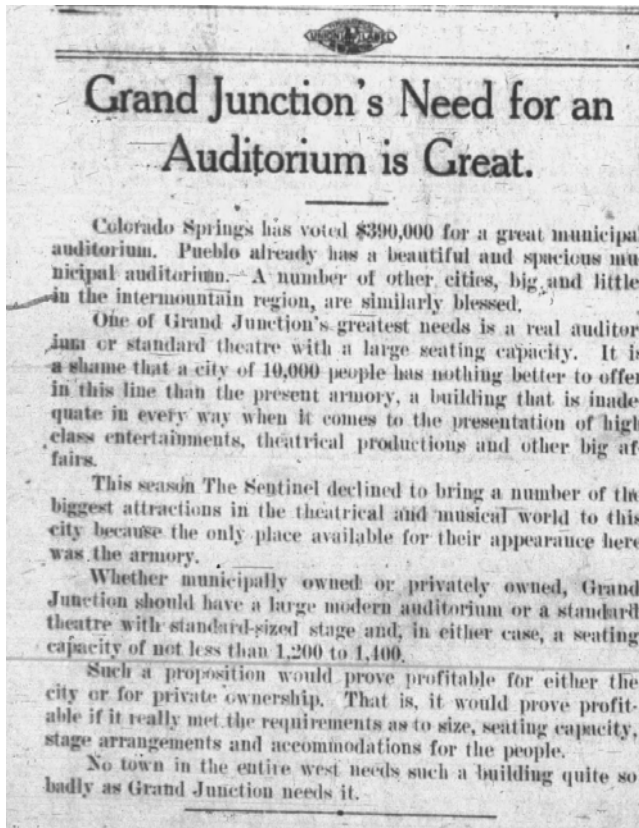 UNION LABEL
Grand Junction's Need for an
Auditorium is Great.
Colorado Springs has voted $390,000 for a great municipal
auditorium. Pueblo already has a beautiful and spacious mu
nicipal auditorium. A number of other cities, big and little
in the intermountain region, are similarly blessed.
One of Grand Junction's greatest needs is a real auditor
ium or standard theatre with a large seating capacity. It is
a shame that a city of 10,000 people has nothing better to offer
in this line than the present armory, a building that is inade-
quate in every way when it comes to the presentation of high
class entertainments, theatrical productions and other big af
fairs.
This season The Sentinel declined to bring a number of the
biggest attractions in the theatrical and musical world to this
city because the only place available for their appearance here
was the armory.
Whether municipally owned or privately owned, Grand
Junction should have a large modern auditorium or a standard
theatre with standard-sized stage and, in either case, a seating
capacity of not less than 1,200 to 1,400.
Such a proposition would prove profitable for either the
city or for private ownership. That is, it would prove profit-
able if it really met the requirements as to size, seating capacity,
stage arrangements and accommodations for the people.
No town in the entire west needs such a building quite so
badly as Grand Junction needs it.